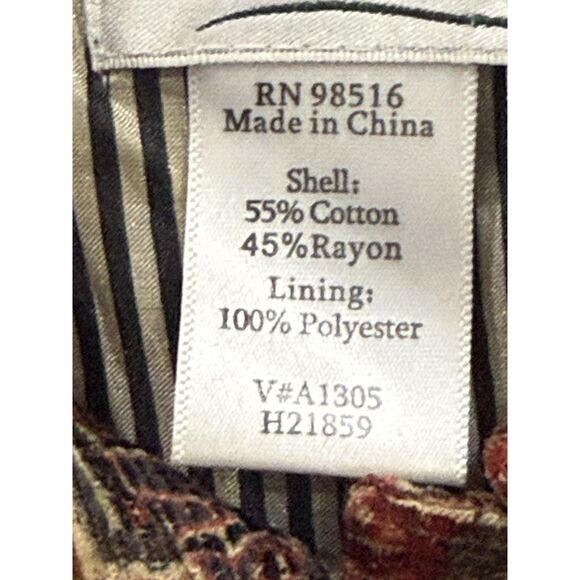 RN 98516
Made in China
Shell:
55% Cotton
45%Rayon
Lining:
100% Polyester
V#A1305
H21859